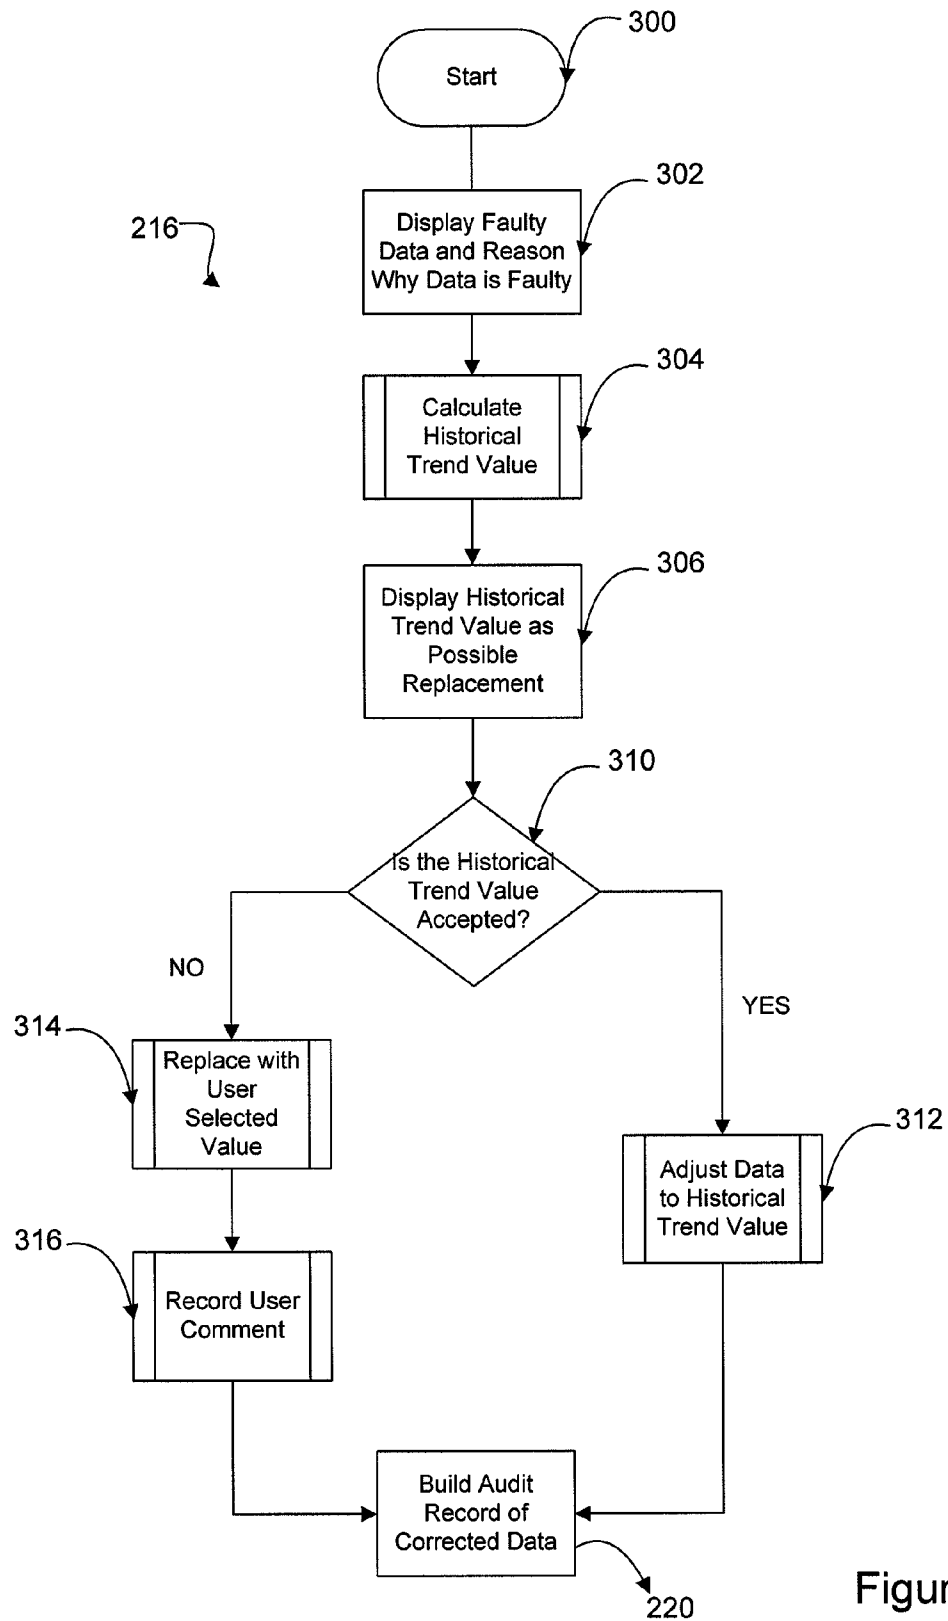 300
Start
302
216
Display Faulty
Data and Reason
Why Data is Faulty
304
Calculate
Historical
Trend Value
306
Display Historical
Trend Value as
Possible
Replacement
310
Is the Historical
Trend Value
Accepted?
NO
YES
314
Replace with
User
Selected
Value
312
Adjust Data
to Historical
Trend Value
316
Record User
Comment
Build Audit
Record of
Corrected Data
220
Figur